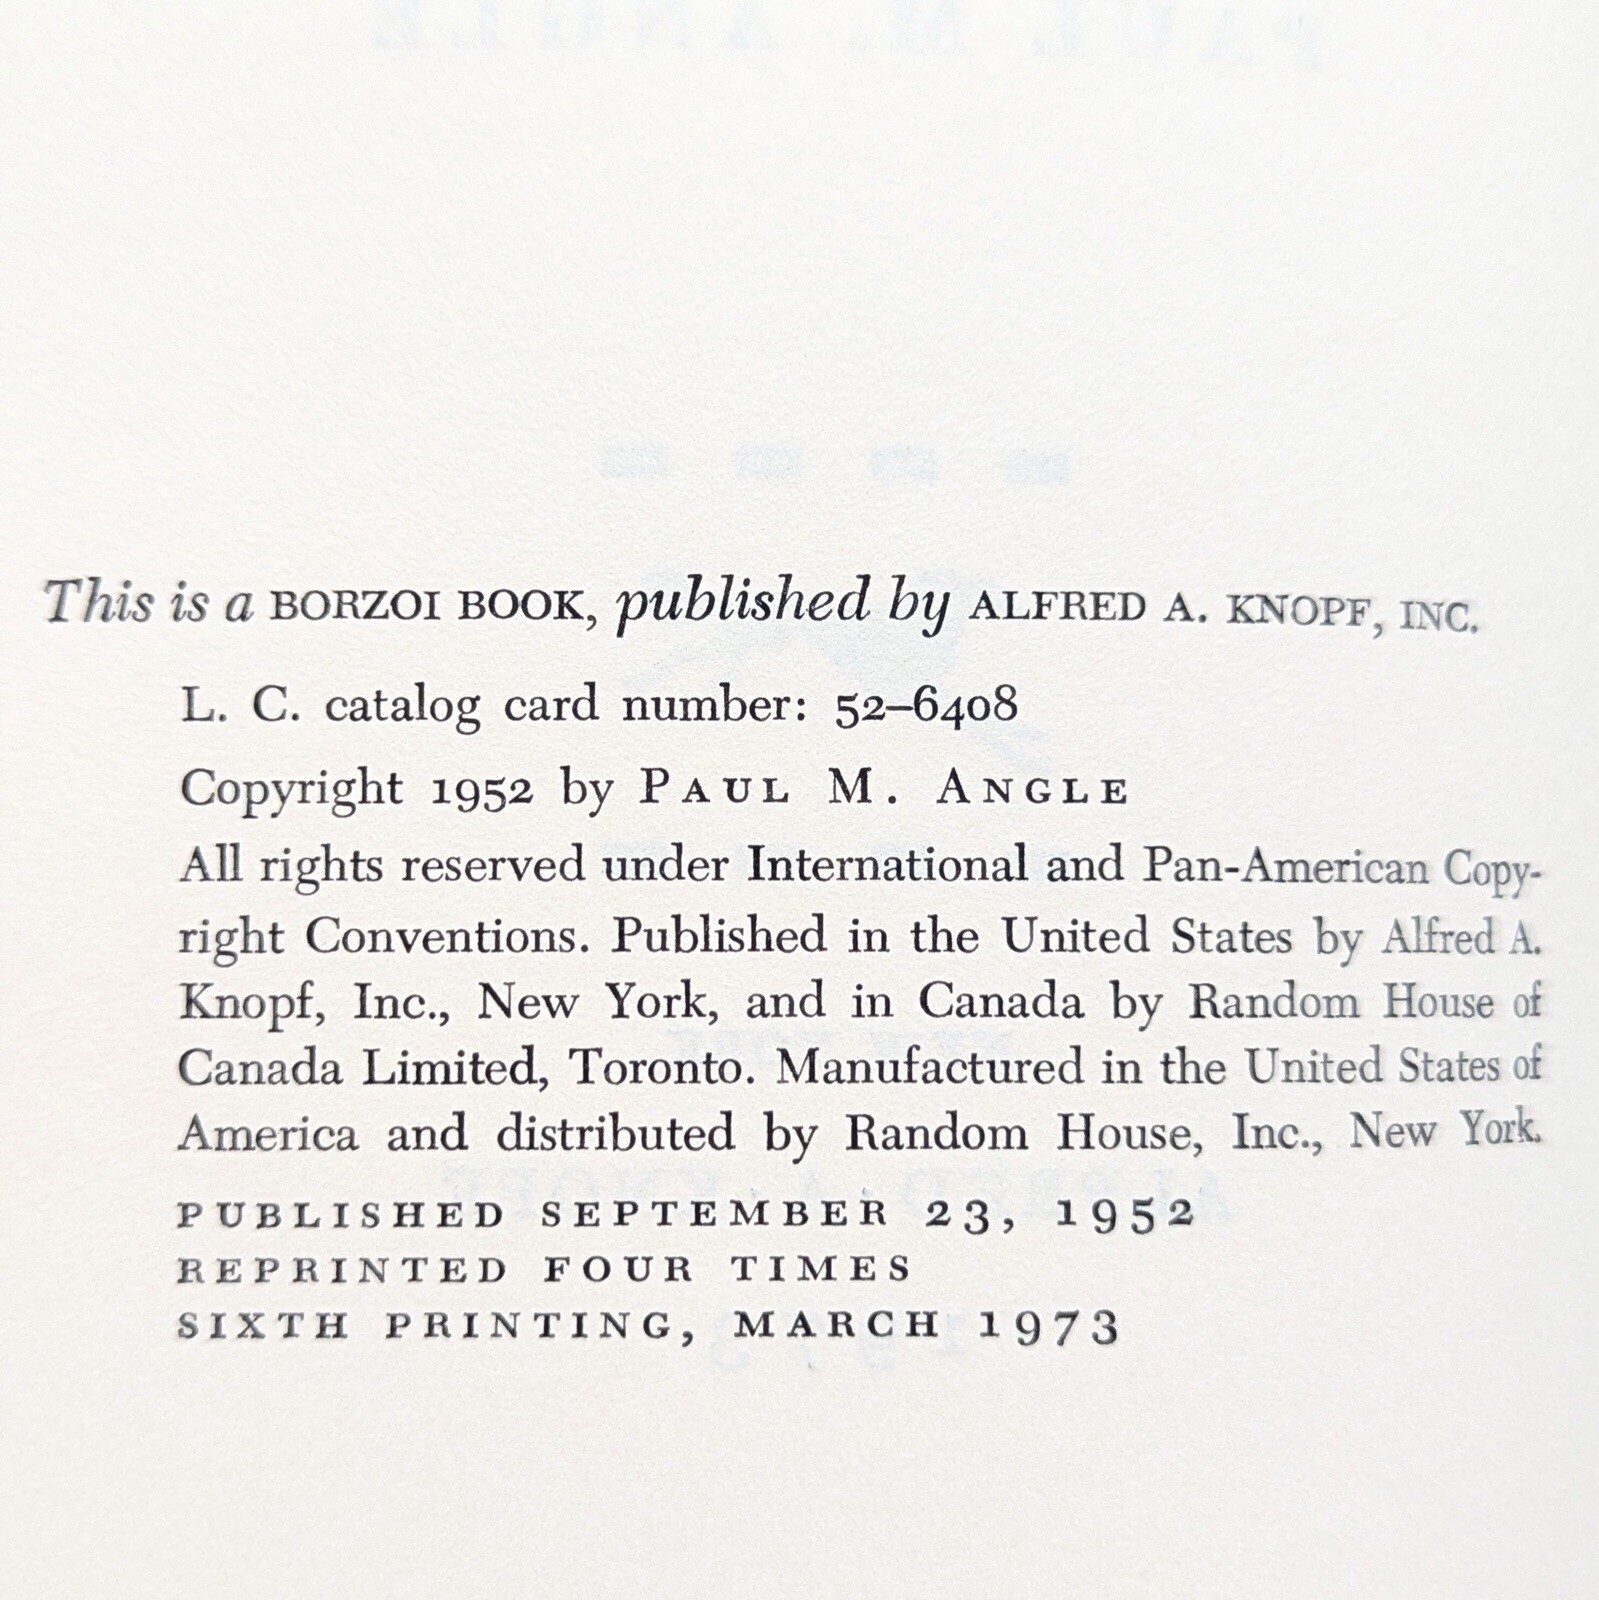 This is a BORZOI BOOK, published by ALFRED A. KNOPF, INC.
L. C. catalog card number: 52–6408
Copyright 1952 by PAUL M. ANGLE
All rights reserved under International and Pan-American Copy-
right Conventions. Published in the United States by Alfred A.
Knopf, Inc., New York, and in Canada by Random House of
Canada Limited, Toronto. Manufactured in the United States of
America and distributed by Random House, Inc., New York.
PUBLISHED SEPTEMBER 23, 1952
REPRINTED FOUR TIMES
SIXTH PRINTING, MARCH 1973